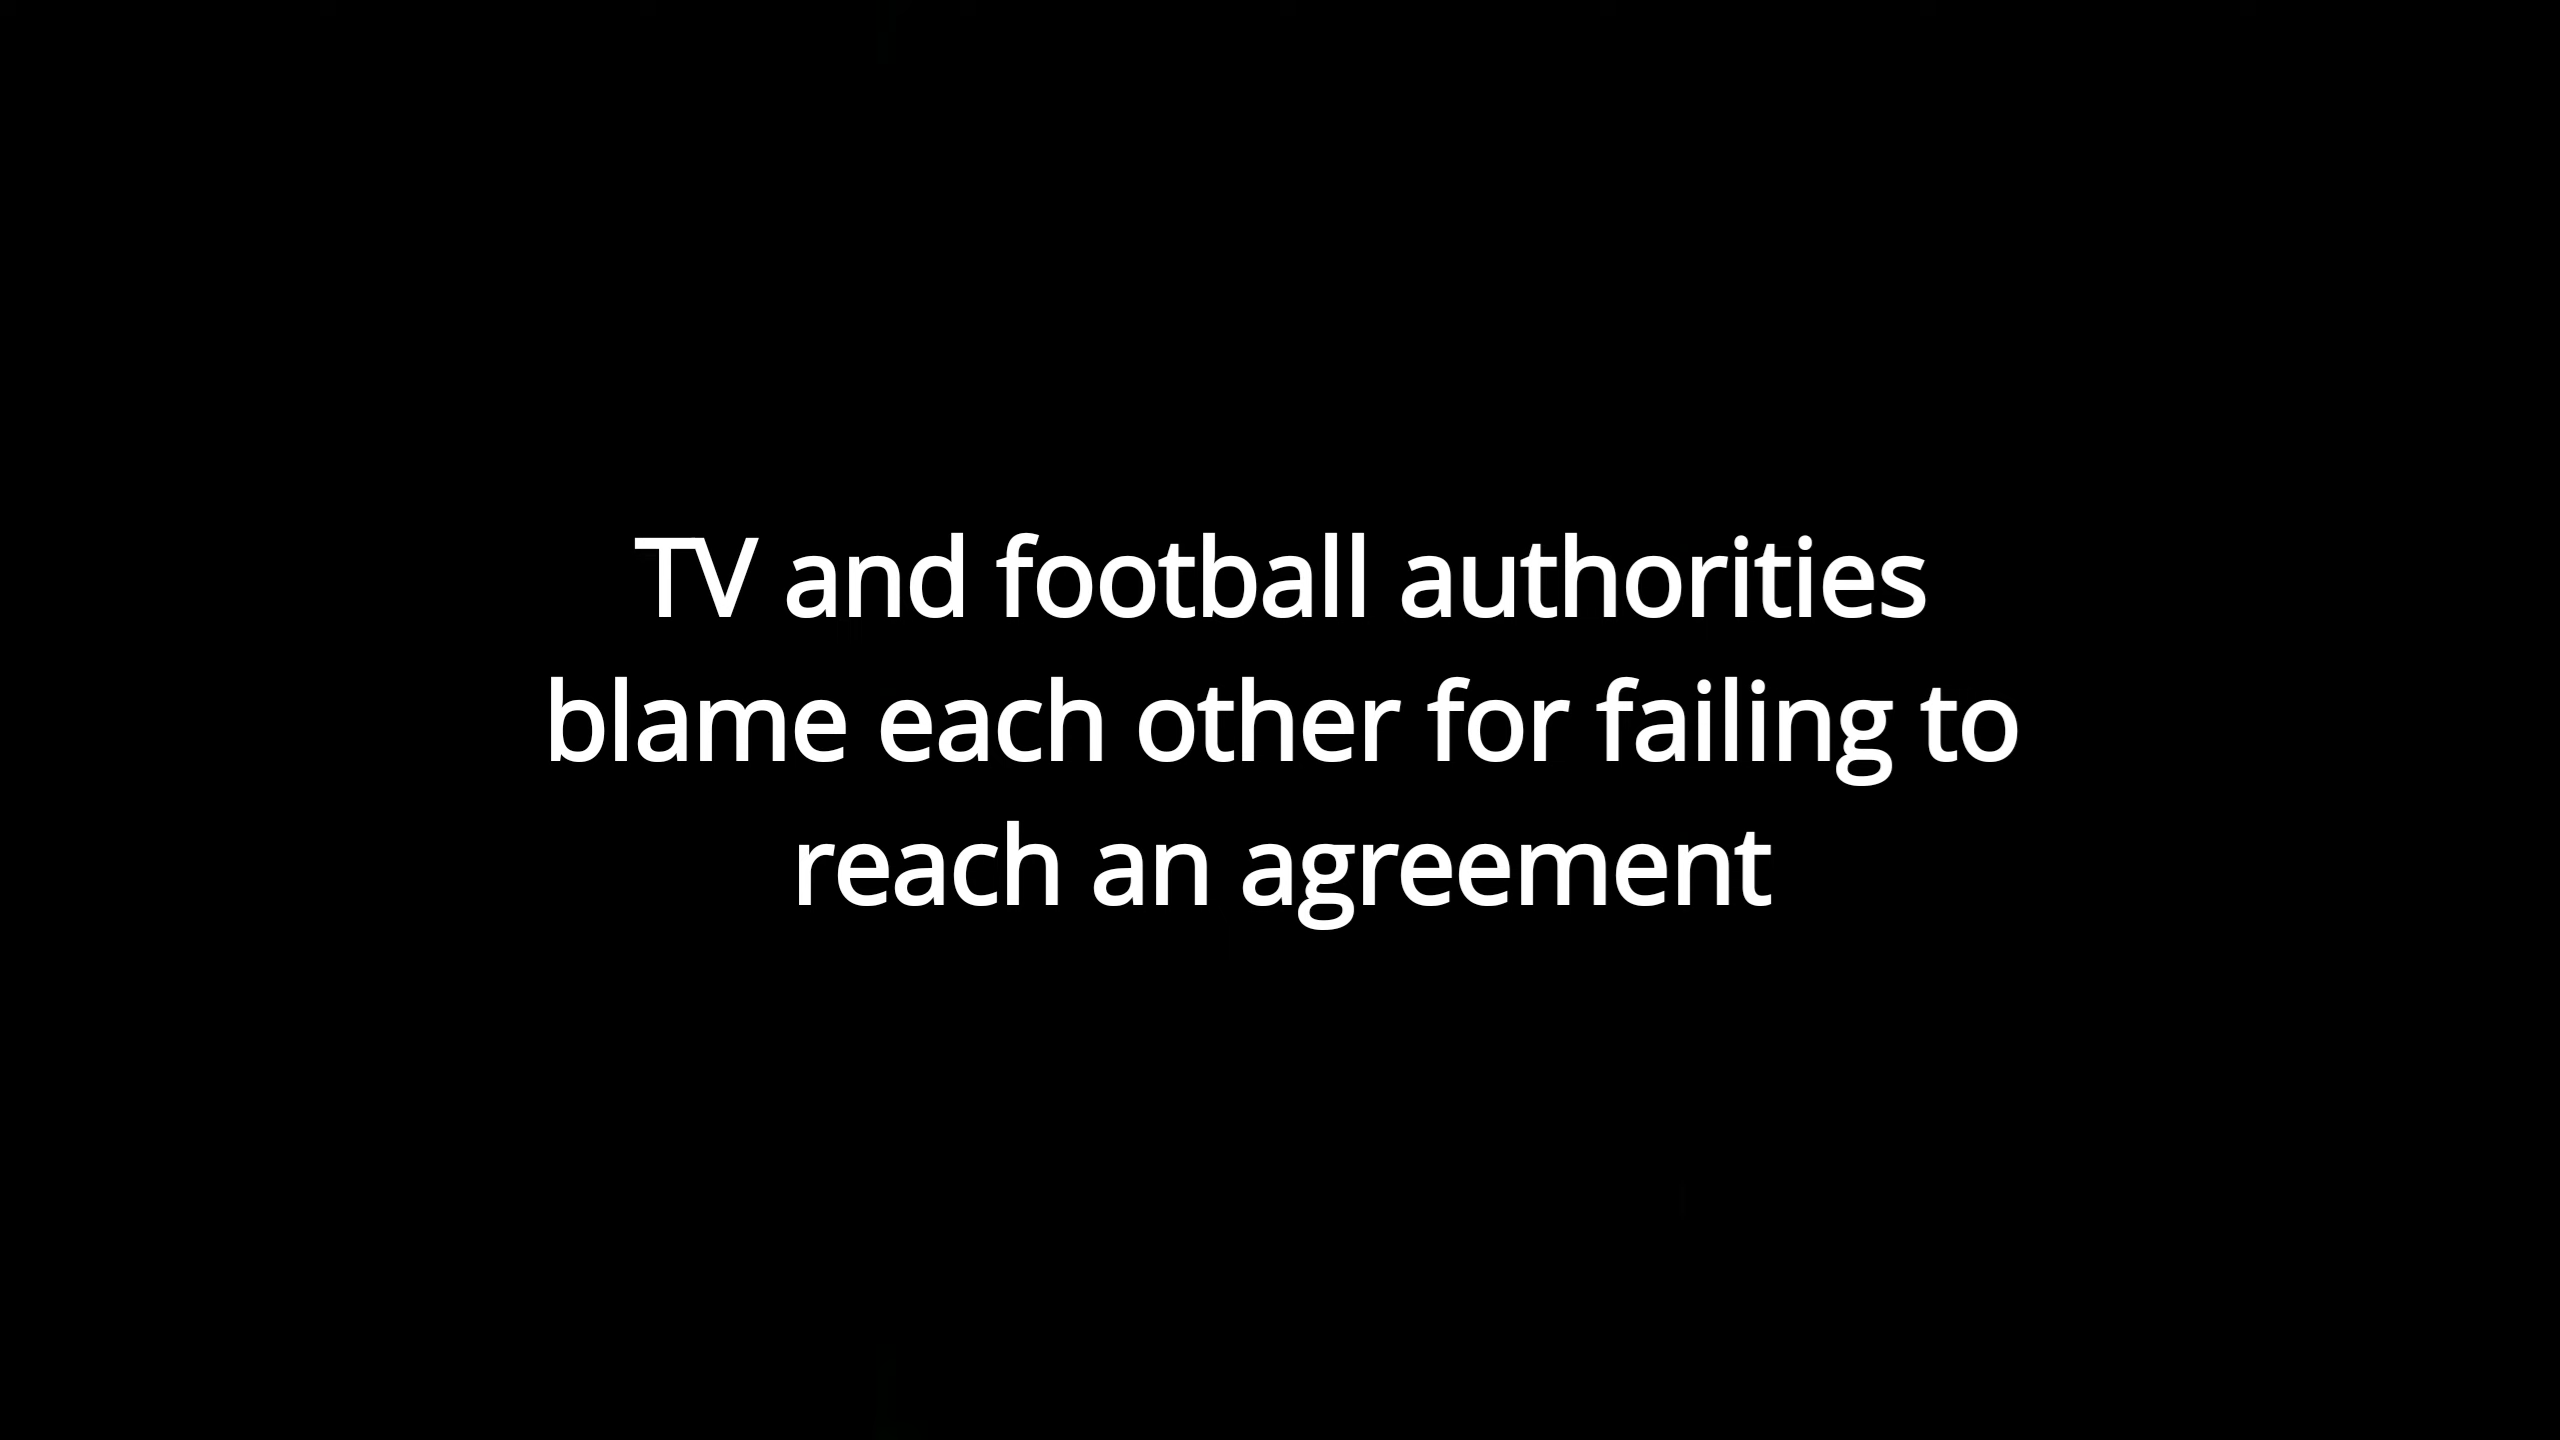 TV and football authorities
blame each other for failing to
reach an agreement